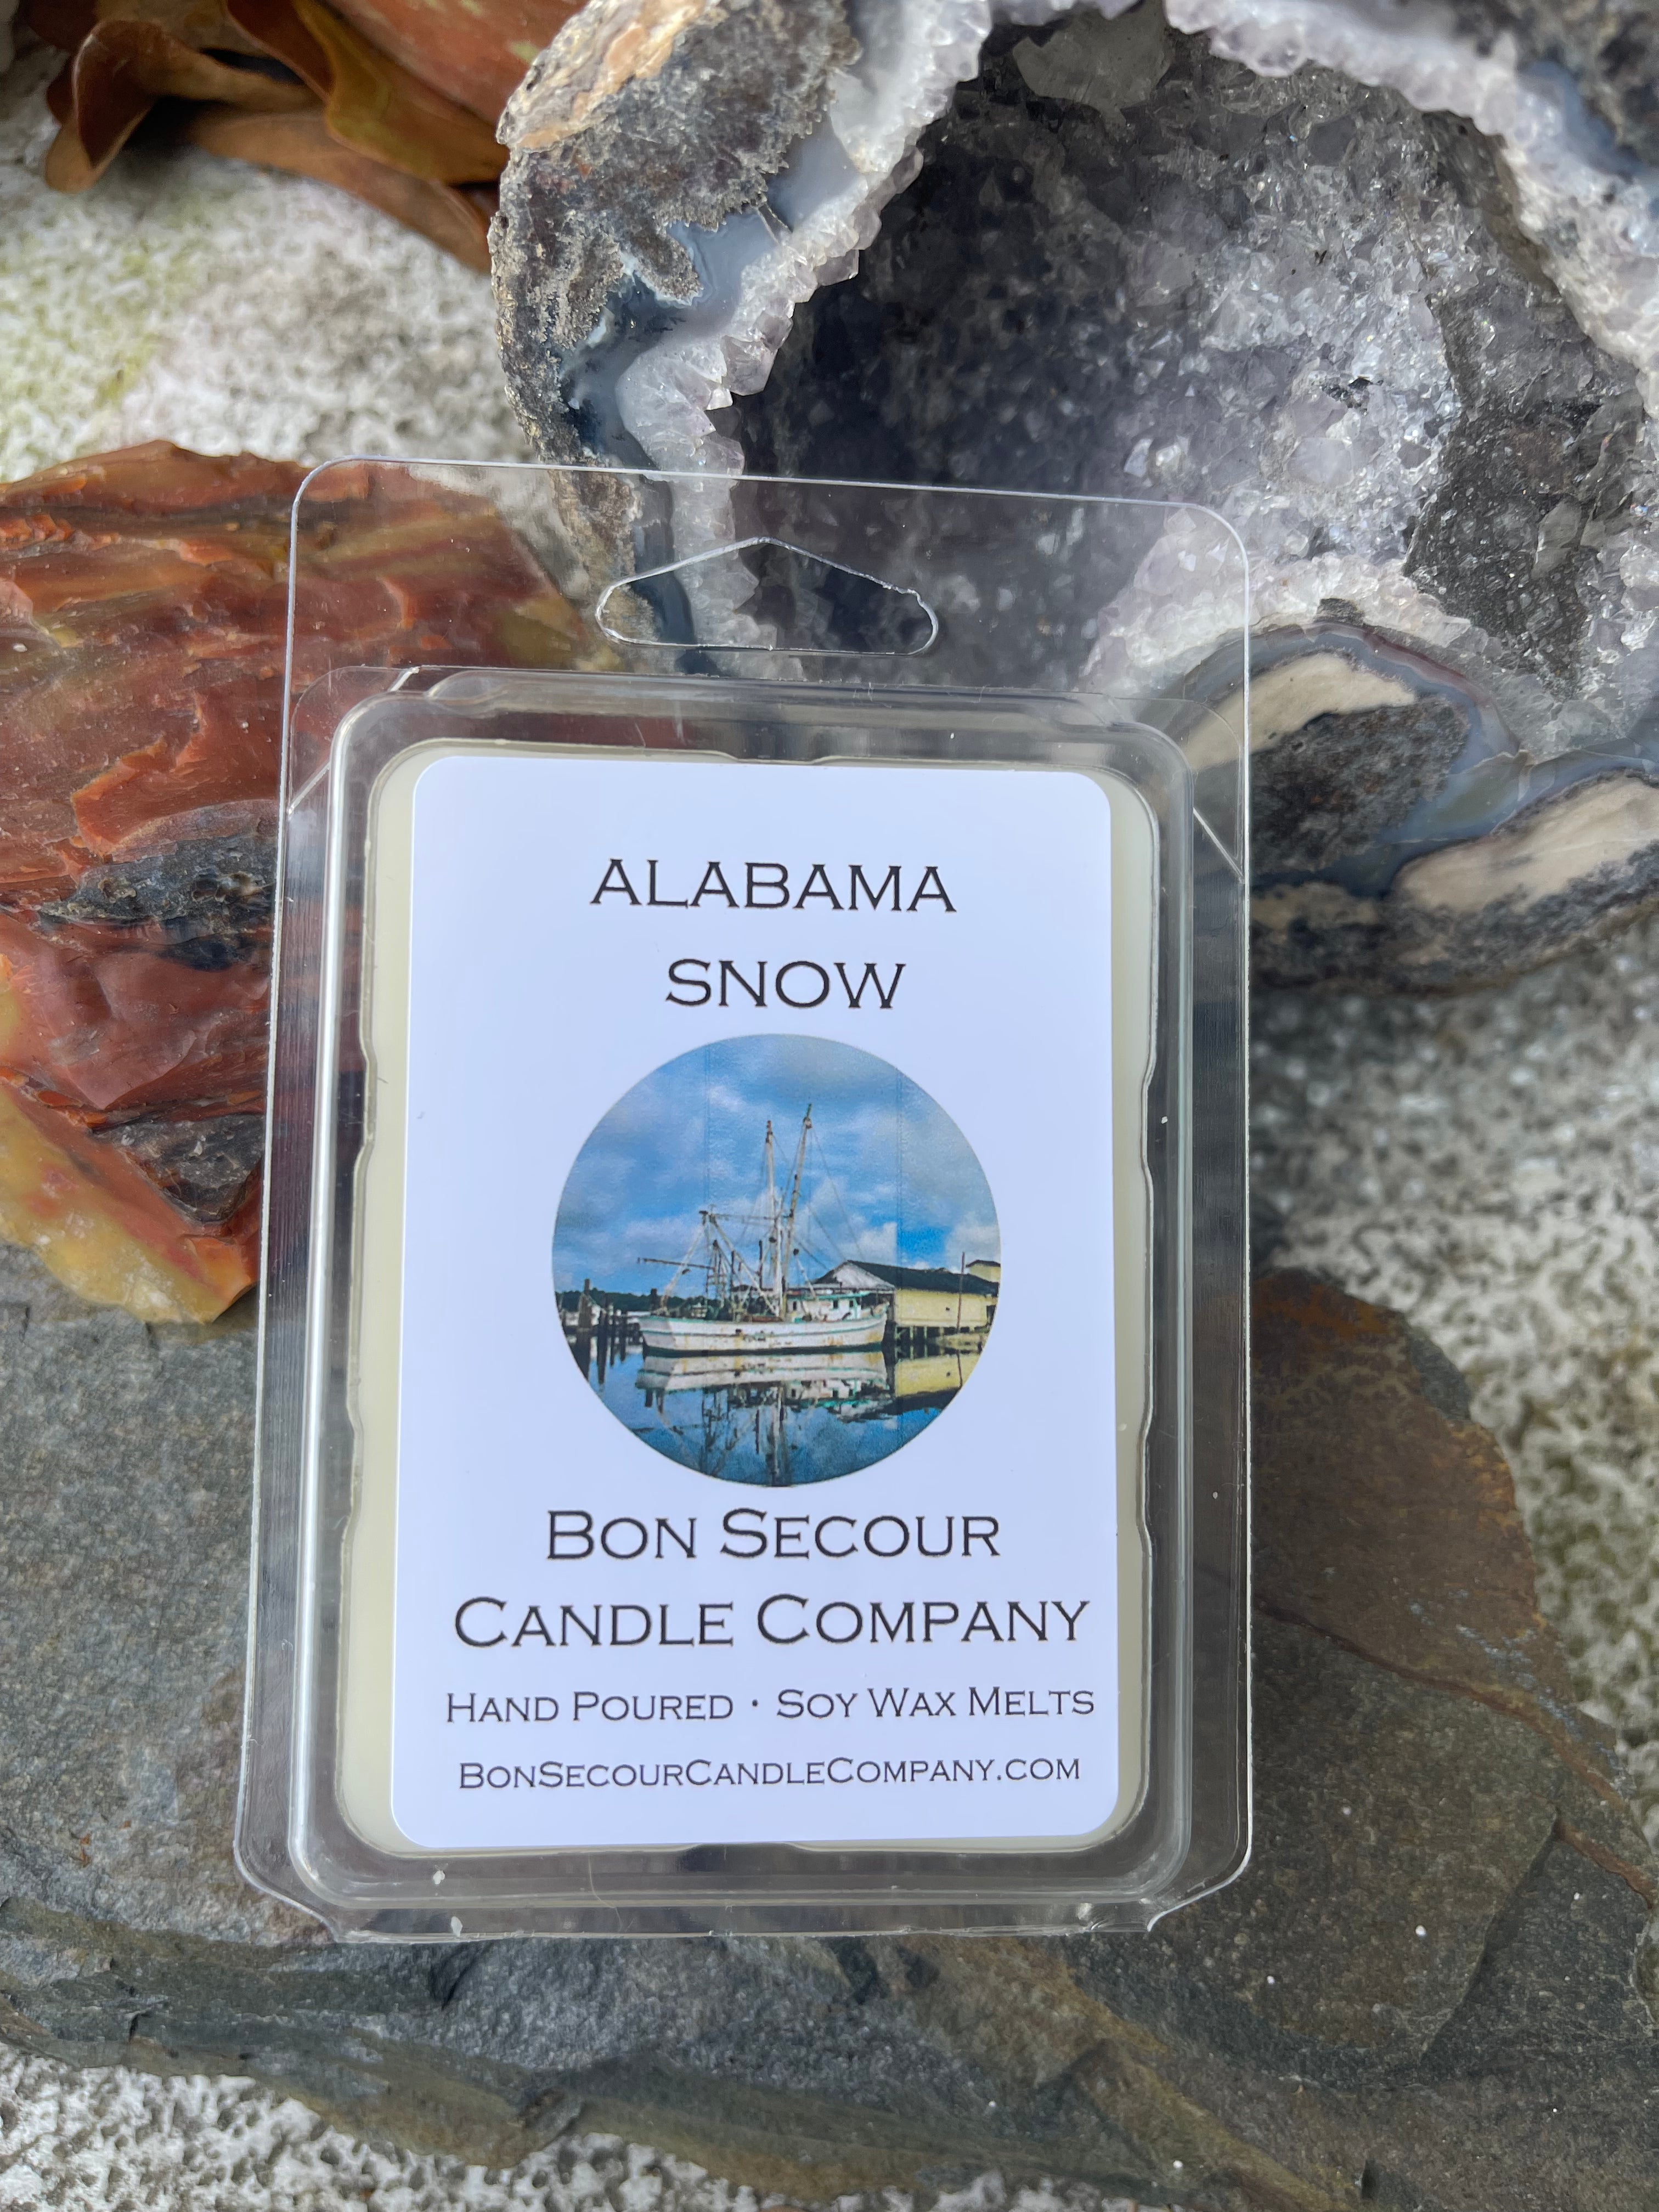 ALABAMA
SNOW
BON SECOUR
CANDLE COMPANY
HAND POURED · SOY WAX MELTS
BONSECOURCANDLECOMPANY.COM